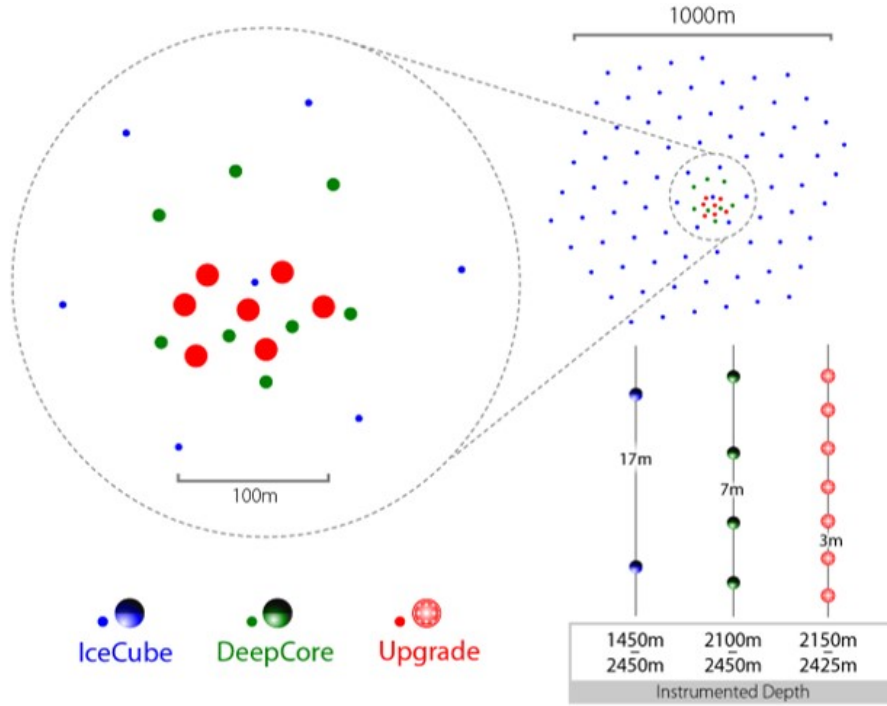 1000m
100m
17m
7m
3m
IceCube
DeepCore
Upgrade
1450m
–
2450m
2100m
–
2450m
2150m
–
2425m
Instrumented Depth